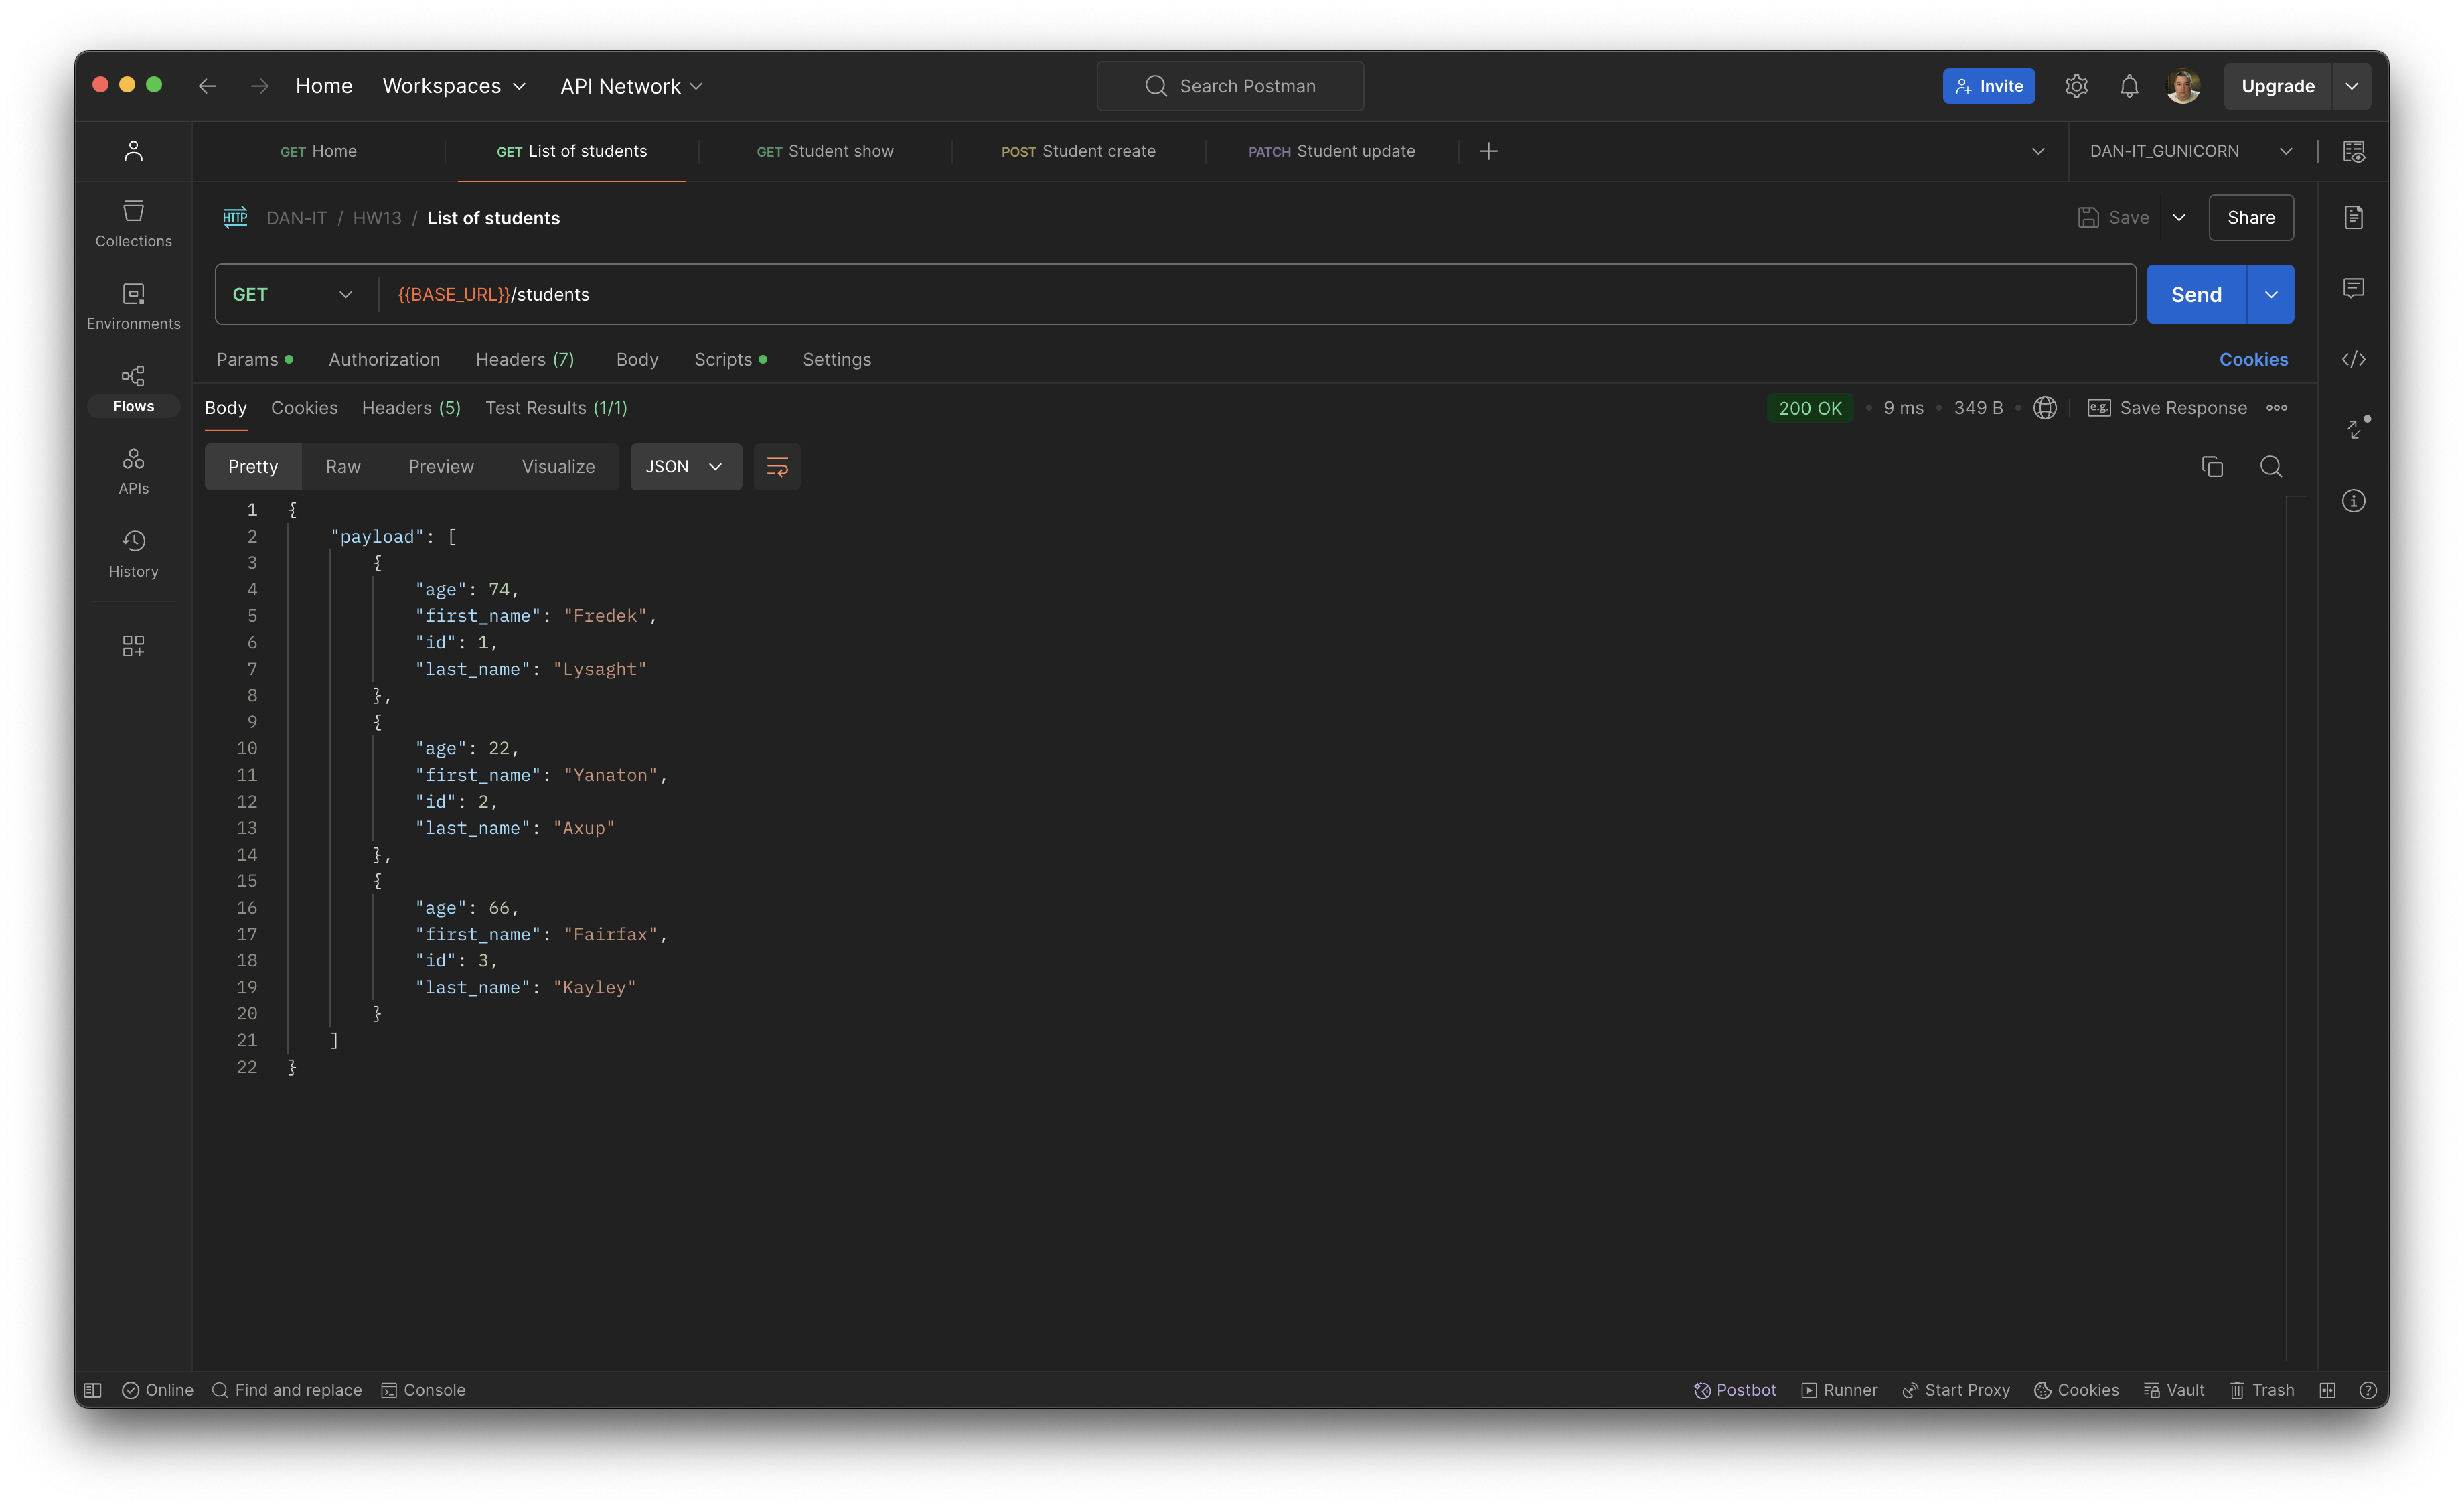 Home Workspaces API Network Search Postman Invite Upgrade
GET Home GET List of students GET Student show POST Student create PATCH Student update DAN-IT_GUNICORN
HTTP DAN-IT / HW13 / List of students Save Share
GET {{BASE_URL}}/students Send
Params Authorization Headers (7) Body Scripts Settings Cookies
Body Cookies Headers (5) Test Results (1/1) 200 OK 9 ms 349 B e.g. Save Response
Pretty Raw Preview Visualize JSON
Collections
Environments
Flows
APIs
History
1 {
2 "payload": [
3 {
4 "age": 74,
5 "first_name": "Fredek",
6 "id": 1,
7 "last_name": "Lysaght"
8 },
9 {
10 "age": 22,
11 "first_name": "Yanaton",
12 "id": 2,
13 "last_name": "Axup"
14 },
15 {
16 "age": 66,
17 "first_name": "Fairfax",
18 "id": 3,
19 "last_name": "Kayley"
20 }
21 ]
22 }
Online Find and replace Console Postbot Runner Start Proxy Cookies Vault Trash